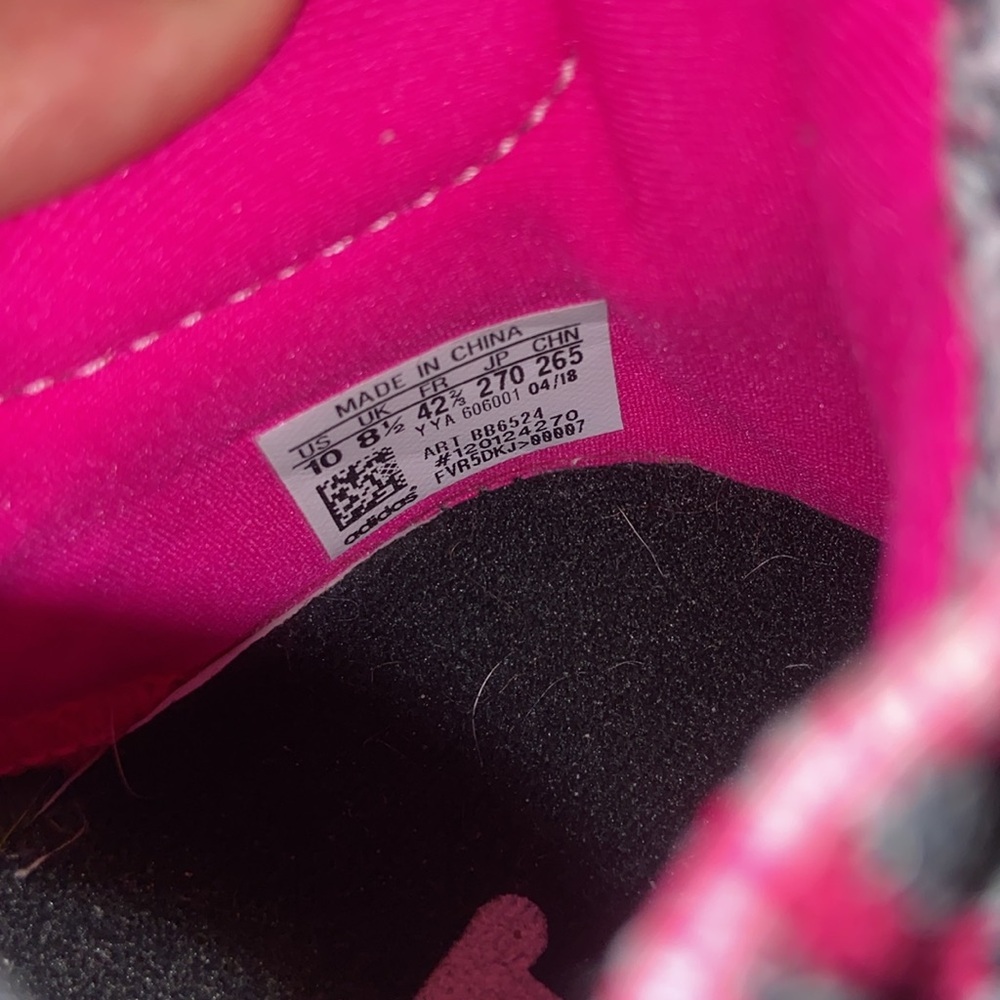 MADE IN CHINA
US UK FR JP CHN
10 8½ 42⅔ 270 265
YYA 606001 04/18
ART BB6524
#120124270
FVR5DKJ>00007
adidas